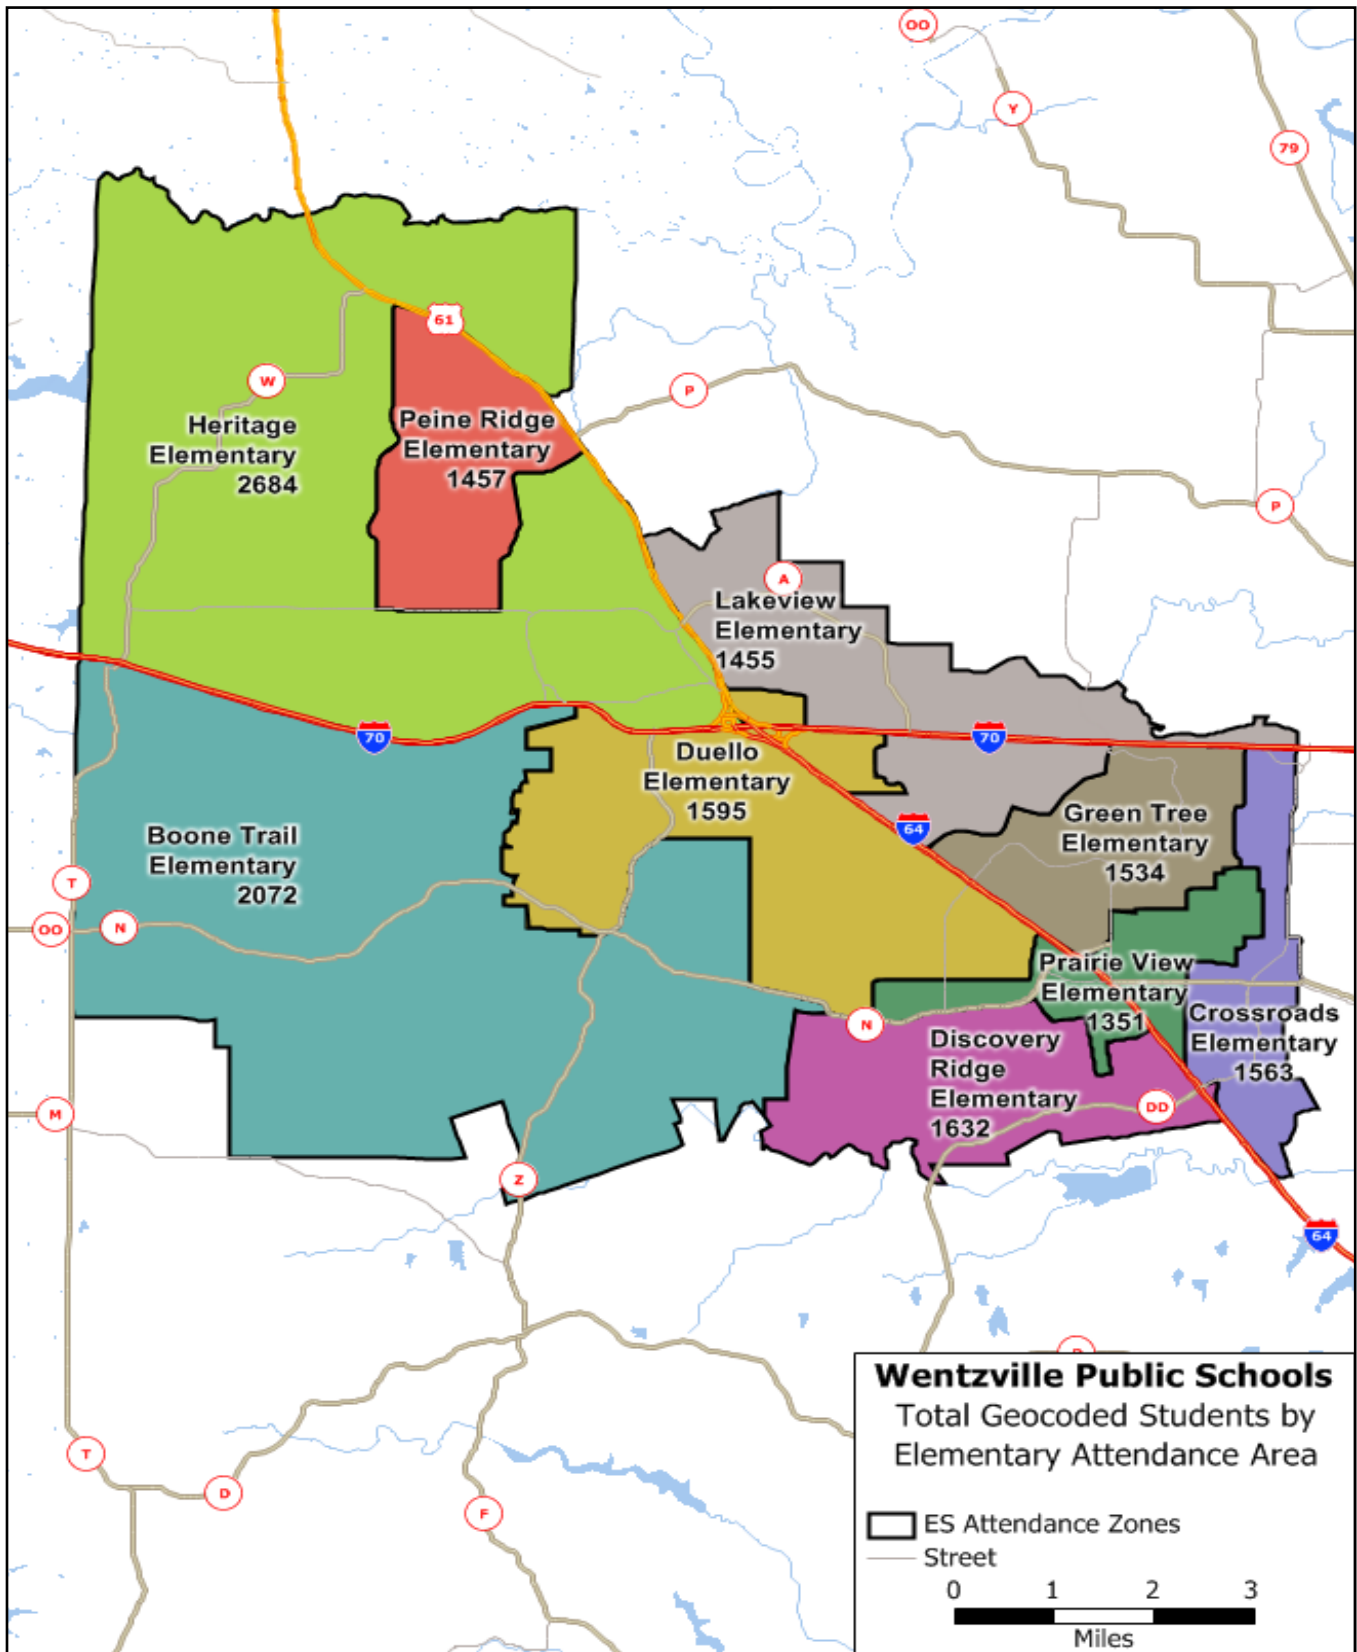 OO
Y
79
61
W
P
Heritage
Elementary
2684
Peine Ridge
Elementary
1457
P
A
Lakeview
Elementary
1455
70
70
Duello
Elementary
1595
64
Green Tree
Elementary
1534
Boone Trail
Elementary
2072
T
OO
N
Prairie View
Elementary
1351
N
Crossroads
Elementary
1563
Discovery
Ridge
Elementary
1632
DD
M
Z
64
Wentzville Public Schools
Total Geocoded Students by
Elementary Attendance Area
ES Attendance Zones
Street
0 1 2 3
Miles
T
D
F